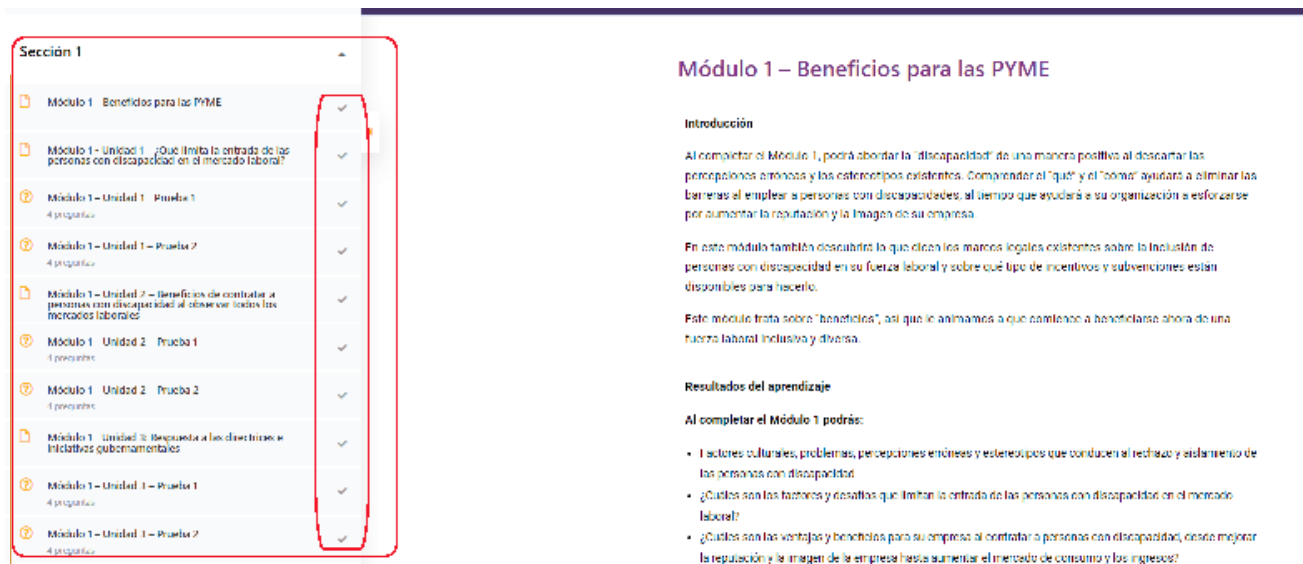 Sección 1
Módulo 1 - Beneficios para las PYME
Módulo 1 - Unidad 1 - ¿Qué limita la entrada de las
personas con discapacidad en el mercado laboral?
Módulo 1 – Unidad 1 - Prueba 1
4 preguntas
Módulo 1 – Unidad 1 – Prueba 2
4 preguntas
Módulo 1 – Unidad 2 – Beneficios de contratar a
personas con discapacidad al observar todos los
mercados laborales
Módulo 1 - Unidad 2 - Prueba 1
4 preguntas
Módulo 1 - Unidad 2 - Prueba 2
4 preguntas
Módulo 1 - Unidad 3: Respuesta a las directrices e
iniciativas gubernamentales
Módulo 1 – Unidad 3 – Prueba 1
4 preguntas
Módulo 1 – Unidad 3 – Prueba 2
4 preguntas
Módulo 1 – Beneficios para las PYME
Introducción
Al completar el Módulo 1, podrá abordar la "discapacidad" de una manera positiva al descartar las
percepciones erróneas y los estereotipos existentes. Comprender el "qué" y el "cómo" ayudará a eliminar las
barreras al emplear a personas con discapacidades, al tiempo que ayudará a su organización a esforzarse
por aumentar la reputación y la imagen de su empresa.
En este módulo también descubrirá lo que dicen los marcos legales existentes sobre la inclusión de
personas con discapacidad en su fuerza laboral y sobre qué tipo de incentivos y subvenciones están
disponibles para hacerlo.
Este módulo trata sobre "beneficios", así que le animamos a que comience a beneficiarse ahora de una
fuerza laboral inclusiva y diversa.
Resultados del aprendizaje
Al completar el Módulo 1 podrás:
• Factores culturales, problemas, percepciones erróneas y estereotipos que conducen al rechazo y aislamiento de
las personas con discapacidad
• ¿Cuáles son los factores y desafíos que limitan la entrada de las personas con discapacidad en el mercado
laboral?
• ¿Cuáles son las ventajas y beneficios para su empresa al contratar a personas con discapacidad, desde mejorar
la reputación y la imagen de la empresa hasta aumentar el mercado de consumo y los ingresos?